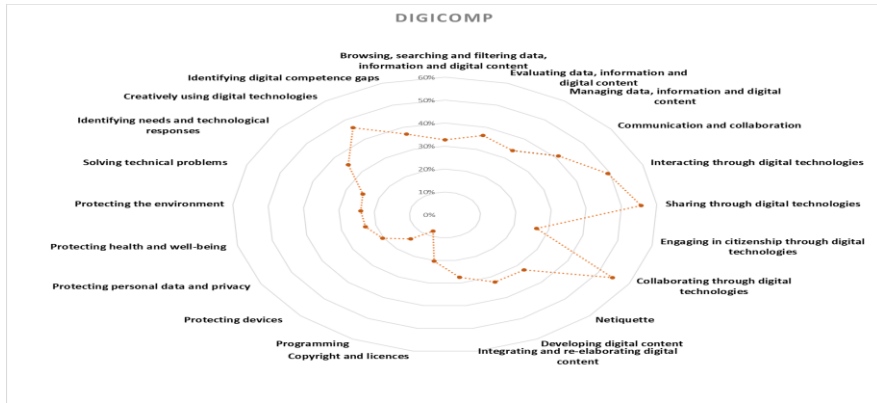 DIGICOMP
Browsing, searching and filtering data,
information and digital content
Evaluating data, information and
digital content
Managing data, information and digital
content
Communication and collaboration
Interacting through digital technologies
Sharing through digital technologies
Engaging in citizenship through digital
technologies
Collaborating through digital
technologies
Netiquette
Developing digital content
Integrating and re-elaborating digital
content
Copyright and licences
Programming
Protecting devices
Protecting personal data and privacy
Protecting health and well-being
Protecting the environment
Solving technical problems
Identifying needs and technological
responses
Creatively using digital technologies
Identifying digital competence gaps
60%
50%
40%
30%
20%
10%
0%